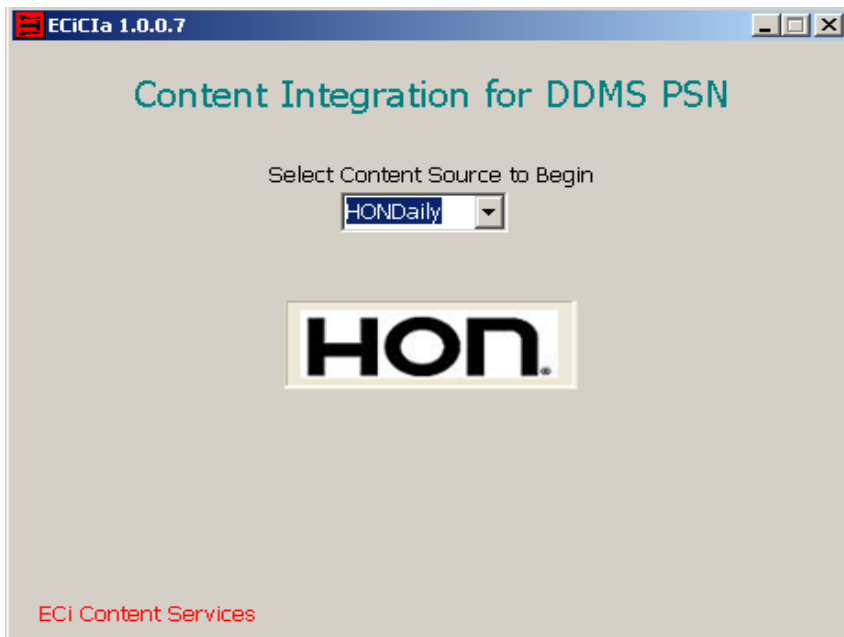 ECiCIa 1.0.0.7
Content Integration for DDMS PSN
Select Content Source to Begin
HONDaily
HON®
ECi Content Services